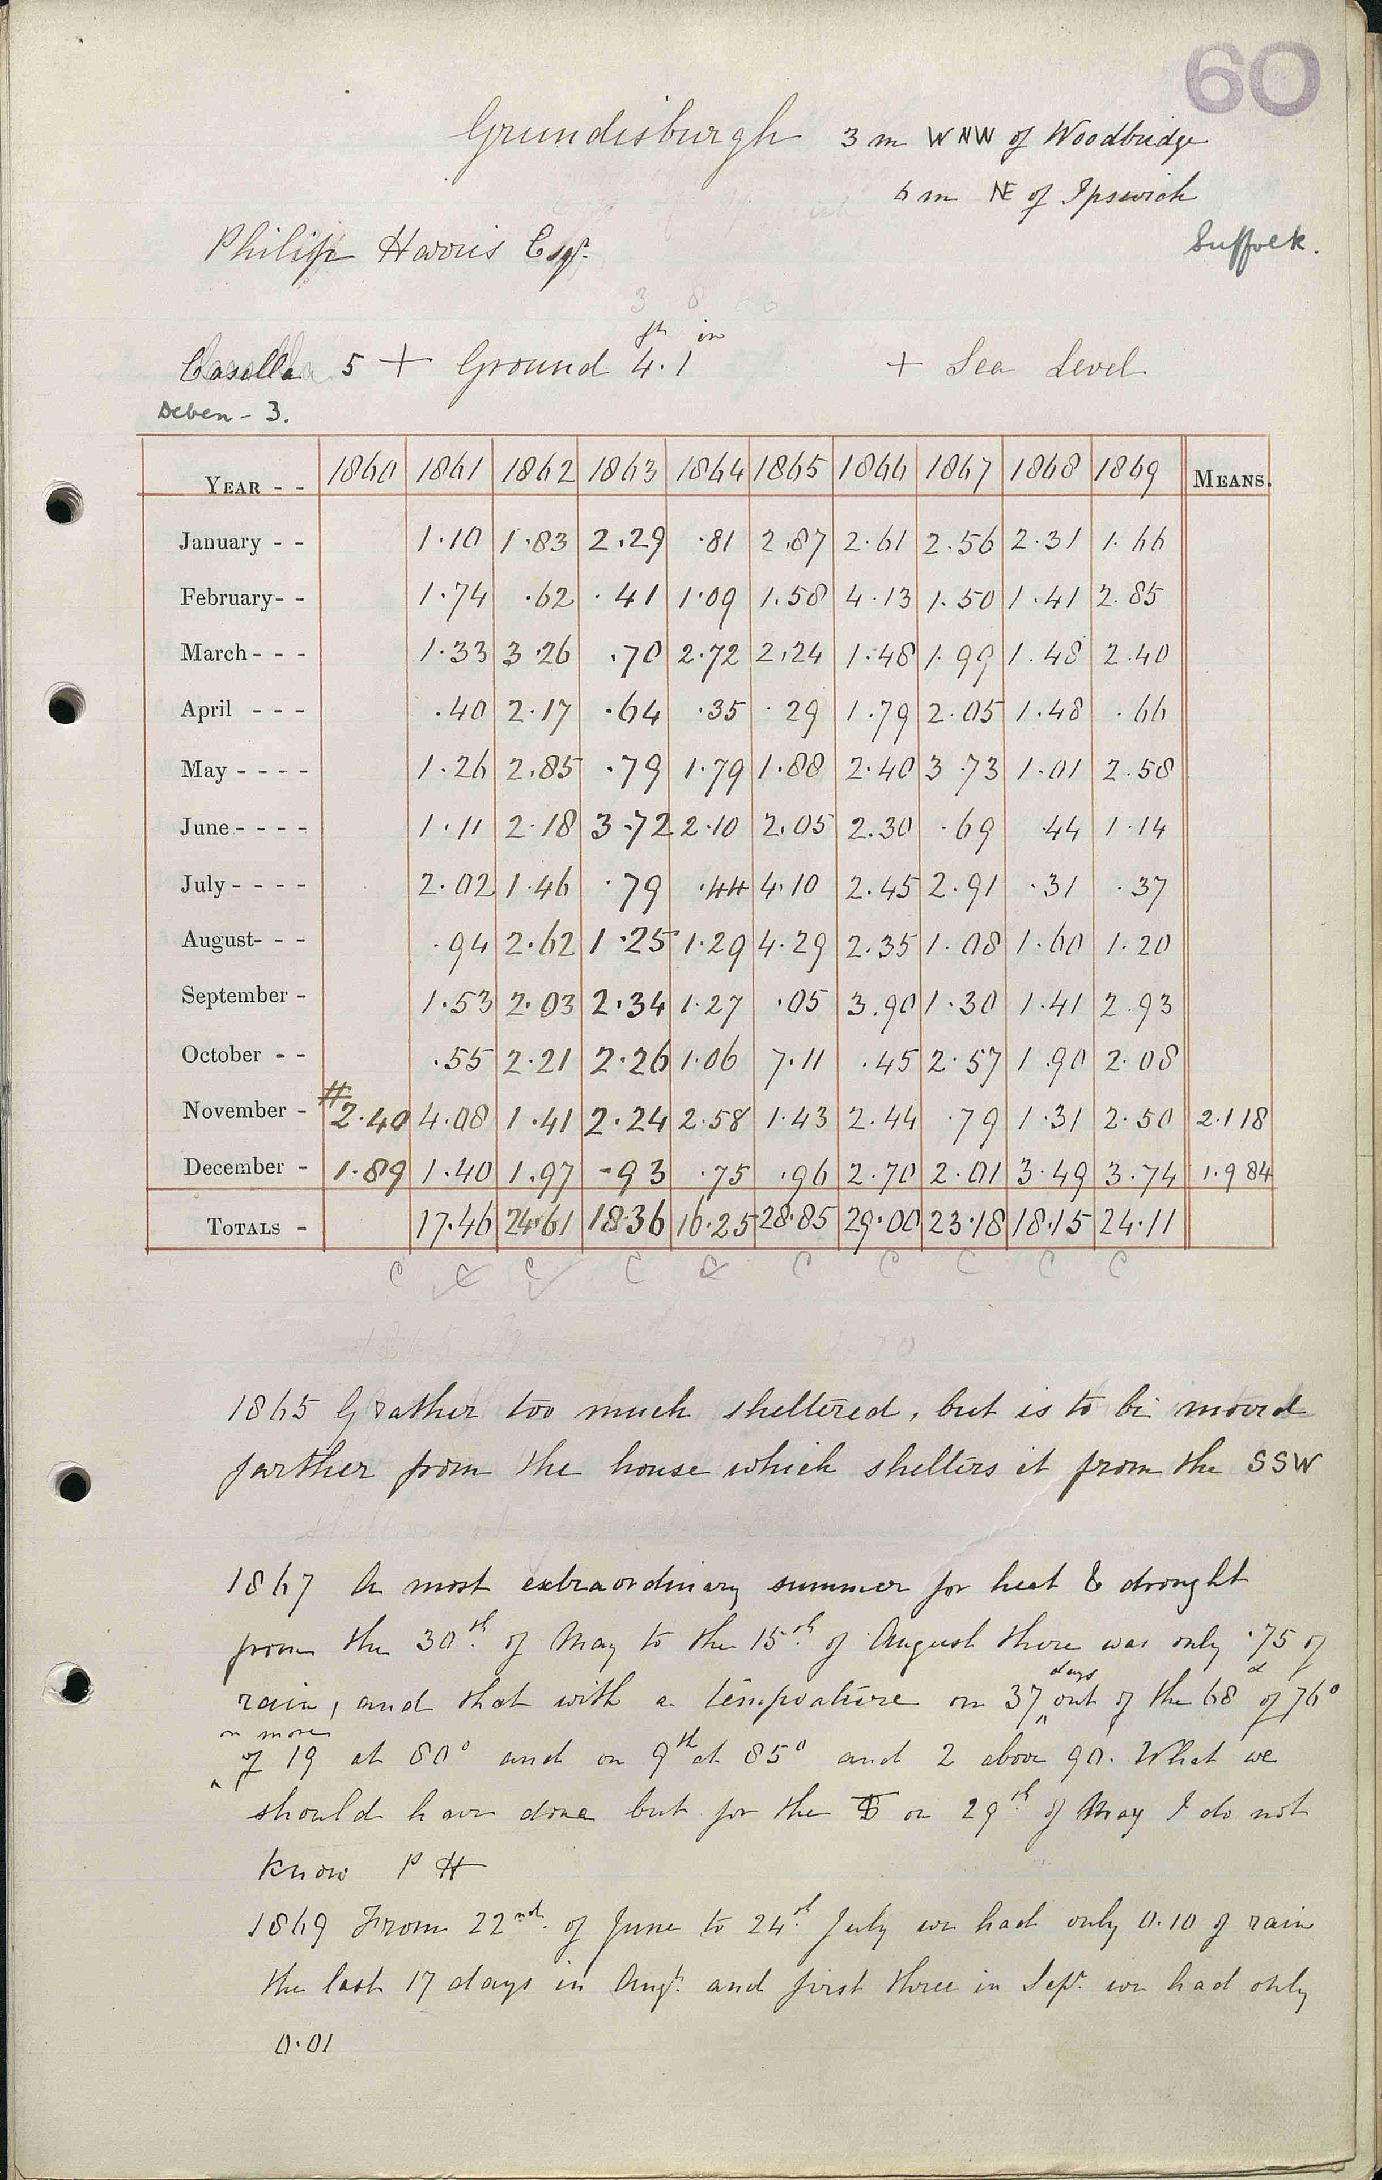 60
Grundisburgh 3 m WNW of Woodbridge
6 m NE of Ipswich
Suffolk.
Philip Harris Esqr.
ft in
Casella 5 + Ground 4.1 + Sea Level
Deben - 3.
YEAR - - 1860 1861 1862 1863 1864 1865 1866 1867 1868 1869 MEANS.
January - - 1.10 1.83 2.29 .81 2.87 2.61 2.56 2.31 1.66
February - - 1.74 .62 .41 1.09 1.58 4.13 1.50 1.41 2.85
March - - - 1.33 3.26 .70 2.72 2.24 1.48 1.99 1.48 2.40
April - - - .40 2.17 .64 .35 .29 1.79 2.05 1.48 .66
May - - - - 1.26 2.85 .79 1.79 1.88 2.40 3.73 1.01 2.58
June - - - - 1.11 2.18 3.72 2.10 2.05 2.30 .69 .44 1.14
July - - - - 2.02 1.46 .79 .44 4.10 2.45 2.91 .31 .37
August - - - .94 2.62 1.25 1.29 4.29 2.35 1.08 1.60 1.20
September - 1.53 2.03 2.34 1.27 .05 3.90 1.30 1.41 2.93
October - - .55 2.21 2.26 1.06 7.11 .45 2.57 1.90 2.08
November - # 2.40 4.08 1.41 2.24 2.58 1.43 2.44 .79 1.31 2.50 2.118
December - 1.89 1.40 1.97 .93 .75 .96 2.70 2.01 3.49 3.74 1.984
TOTALS - 17.46 24.61 18.36 16.25 28.85 29.00 23.18 18.15 24.11
C C C C C C C C C C
1865 G rather too much sheltered, but is to be moved
farther from the house which shelters it from the SSW
1867 A most extraordinary summer for heat & drought
from the 30th of May to the 15th of August there was only .75 of
rain, and that with a temperature on 37 days out of the 68 of 76°
or more
of 19 at 80° and on 9th at 85° and 2 above 90. What we
should have done but for the on 29th of May I do not
know P H
1869 From 22nd of June to 24th July we had only 0.10 of rain
the last 17 days in Augt. and first three in Sept. we had only
0.01